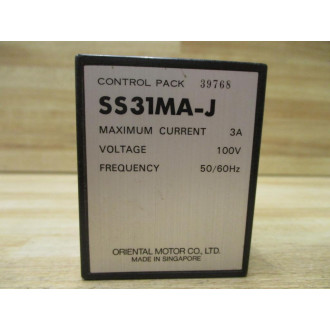 CONTROL PACK 39768
SS31MA-J
MAXIMUM CURRENT 3A
VOLTAGE 100V
FREQUENCY 50/60Hz
ORIENTAL MOTOR CO., LTD.
MADE IN SINGAPORE